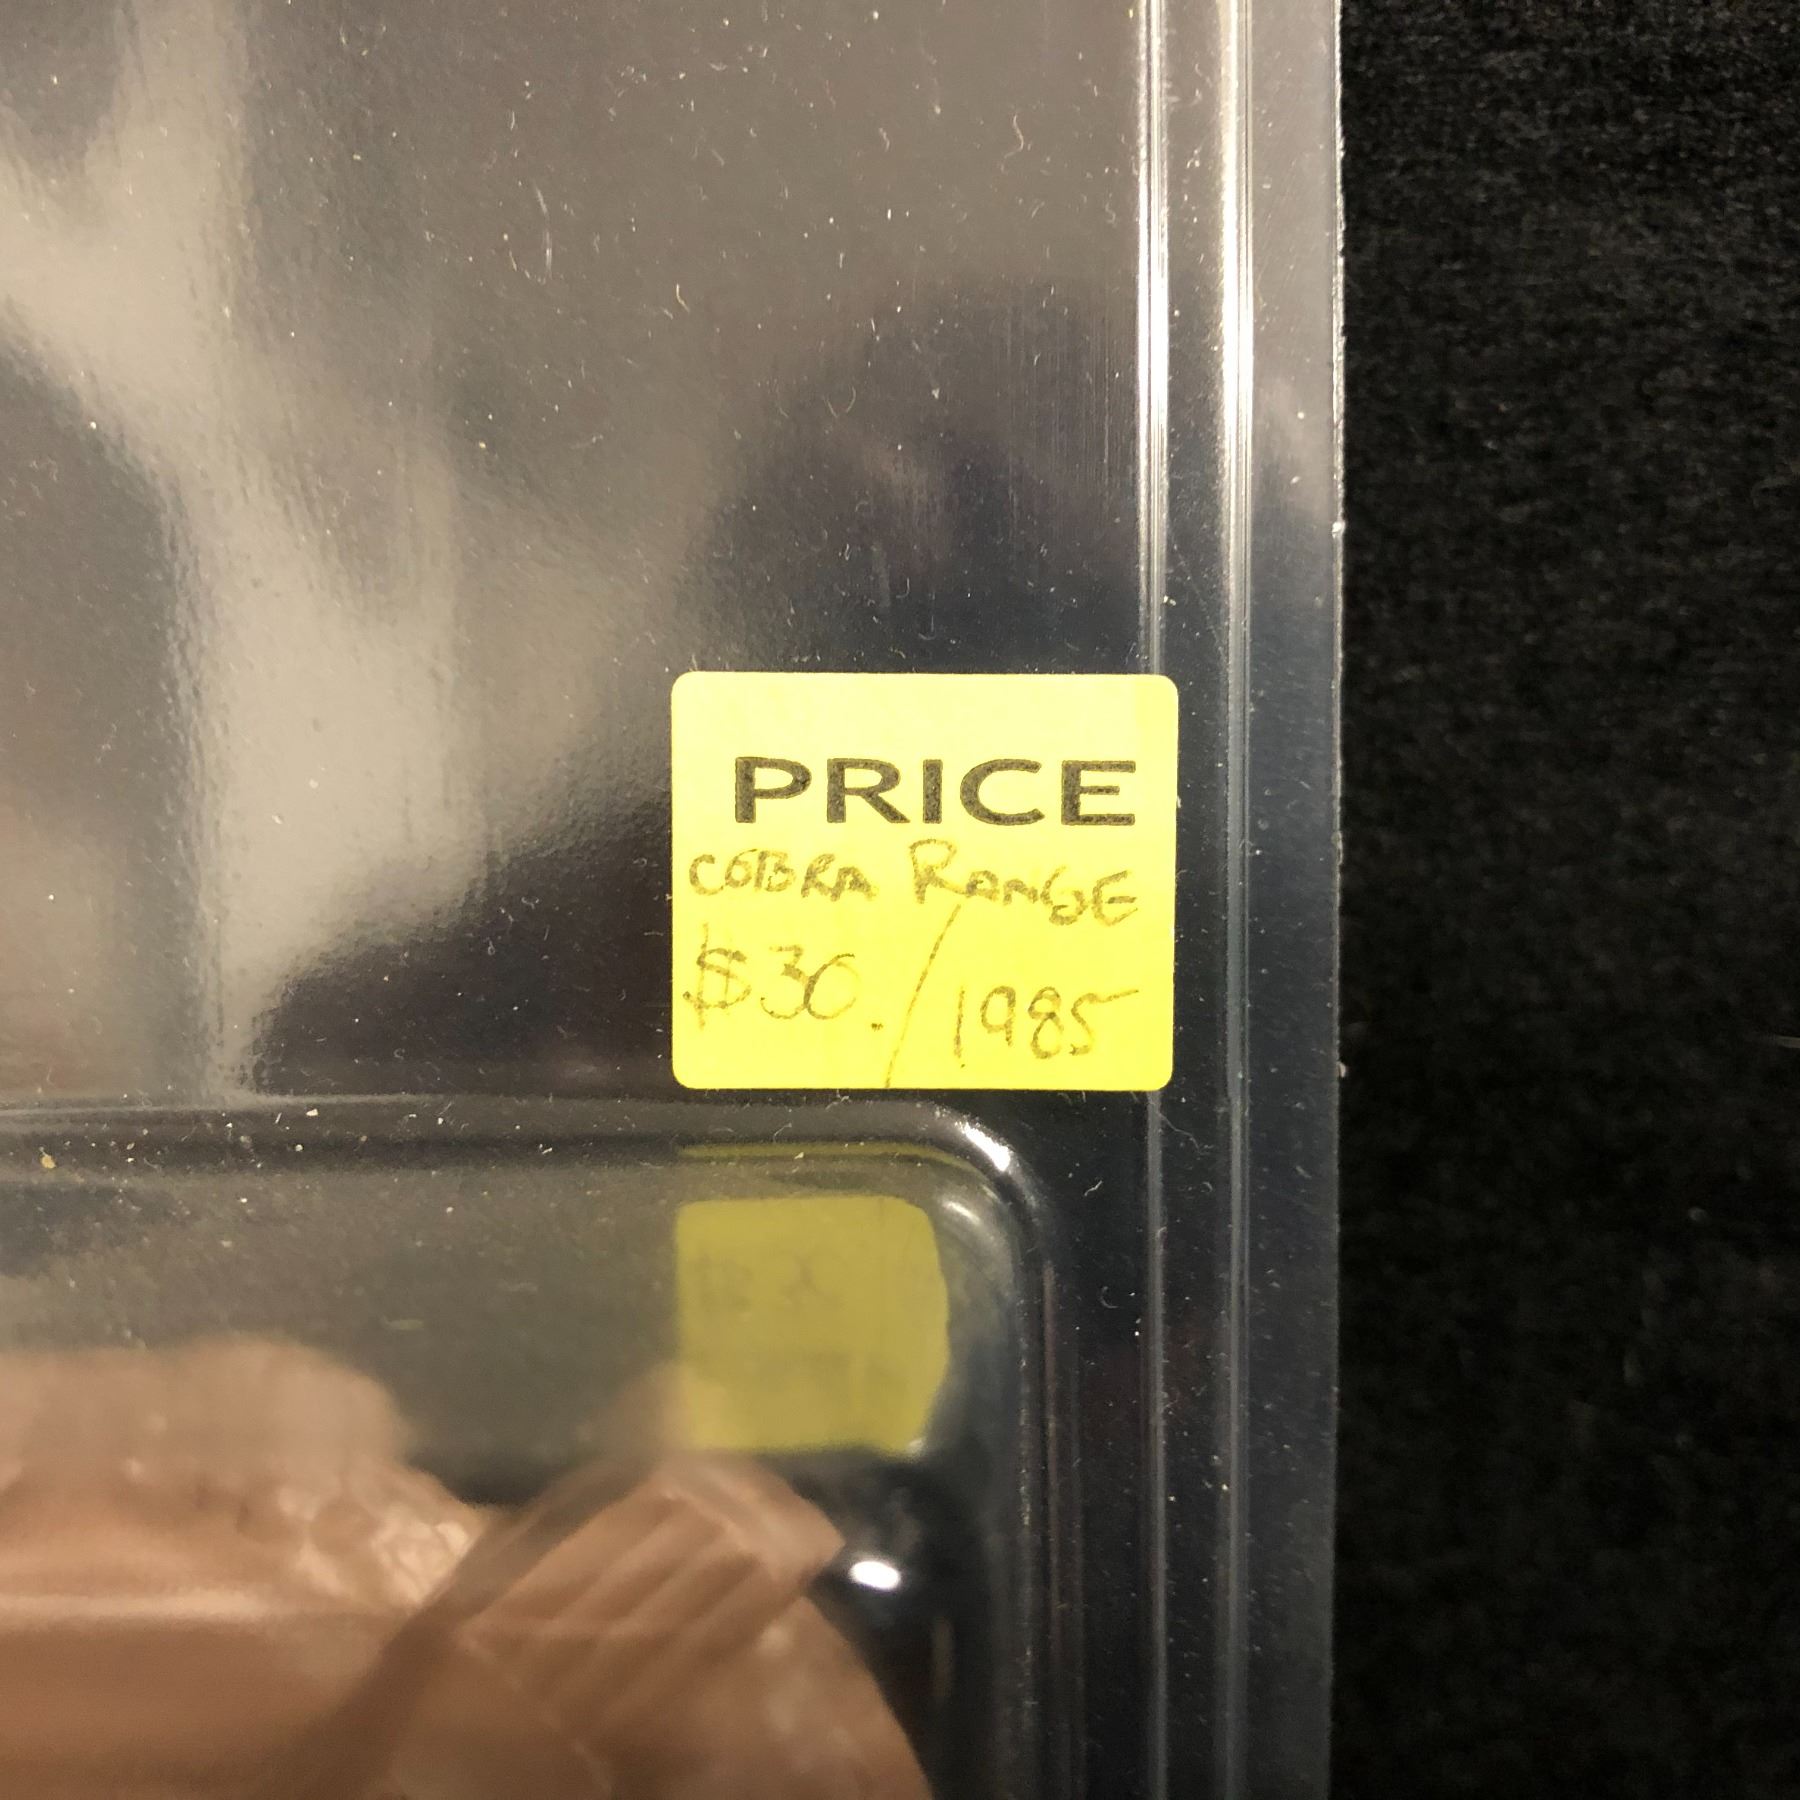 PRICE
COBRA RANGE
$30. / 1985